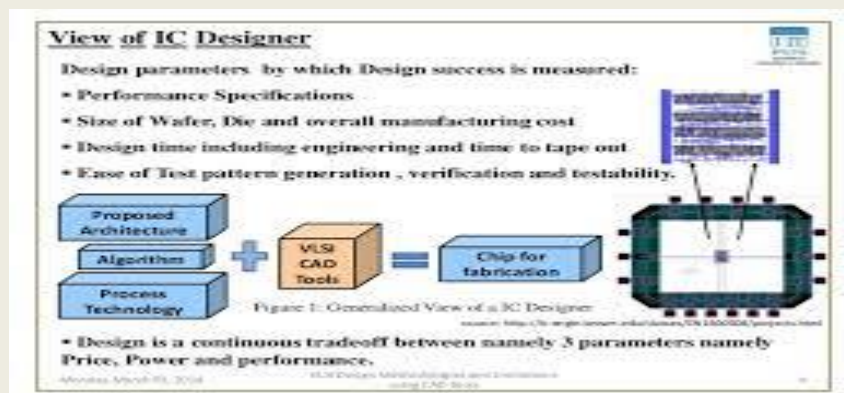 View of IC Designer
Design parameters by which Design success is measured:
• Performance Specifications
• Size of Wafer, Die and overall manufacturing cost
• Design time including engineering and time to tape out
• Ease of Test pattern generation , verification and testability.
Proposed
Architecture
Algorithm
Process
Technology
VLSI
CAD
Tools
Chip for
fabrication
Figure 1: Generalized View of a IC Designer
• Design is a continuous tradeoff between namely 3 parameters namely
Price, Power and performance.
using CAD tools